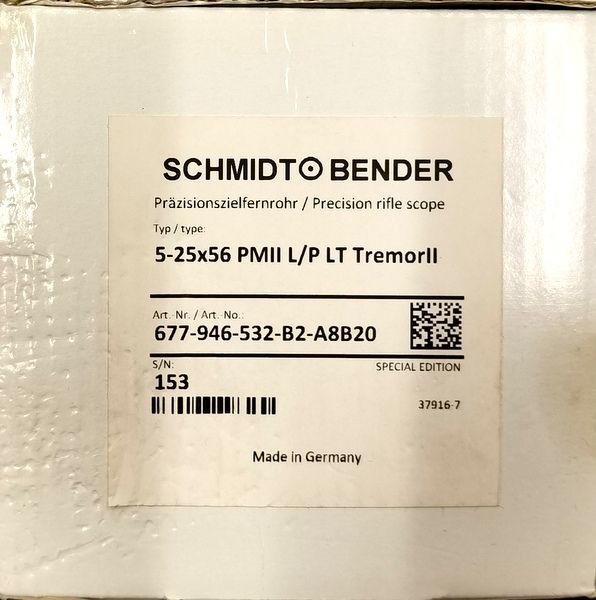 SCHMIDT BENDER
Präzisionszielfernrohr / Precision rifle scope
Typ / type:
5-25x56 PMII L/P LT TremorII
Art.-Nr. / Art.-No.:
677-946-532-B2-A8B20
S/N:
153
SPECIAL EDITION
37916-7
Made in Germany